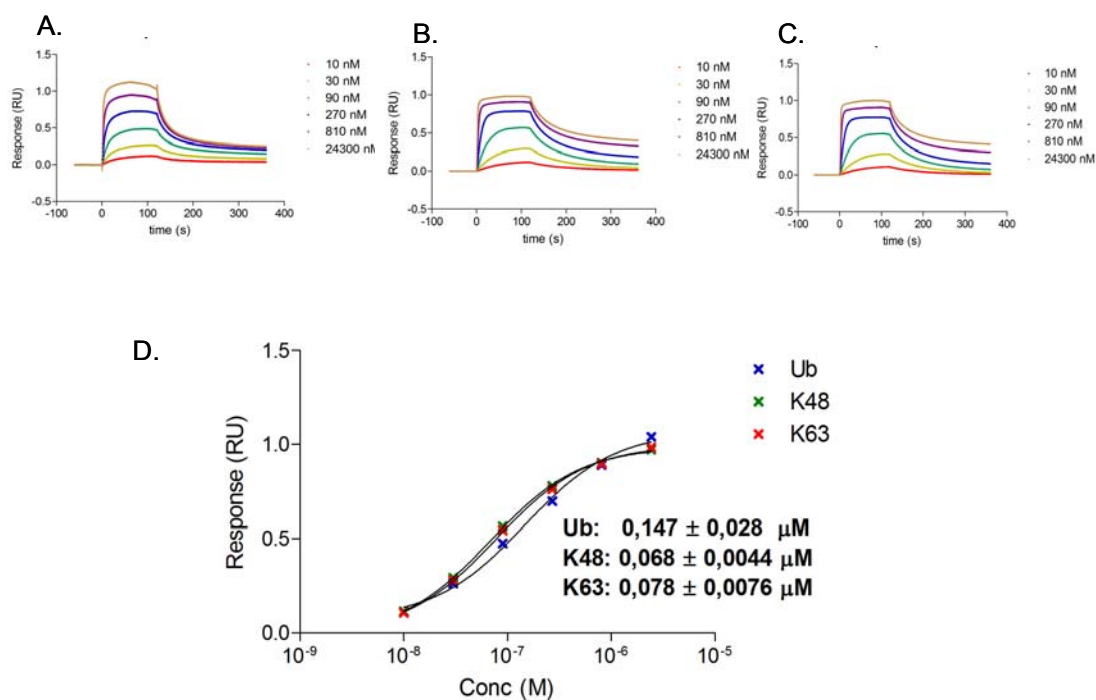 A.
1.5
1.0
0.5
0.0
-0.5
Response (RU)
-100 0 100 200 300 400
time (s)
10 nM
30 nM
90 nM
270 nM
810 nM
24300 nM
B.
1.5
1.0
0.5
0.0
-0.5
Response (RU)
-100 0 100 200 300 400
time (s)
10 nM
30 nM
90 nM
270 nM
810 nM
24300 nM
C.
1.5
1.0
0.5
0.0
-0.5
Response (RU)
-100 0 100 200 300 400
time (s)
10 nM
30 nM
90 nM
270 nM
810 nM
24300 nM
D.
1.5
1.0
0.5
0.0
Response (RU)
10-9 10-8 10-7 10-6 10-5
Conc (M)
Ub
K48
K63
Ub: 0,147 ± 0,028 µM
K48: 0,068 ± 0,0044 µM
K63: 0,078 ± 0,0076 µM